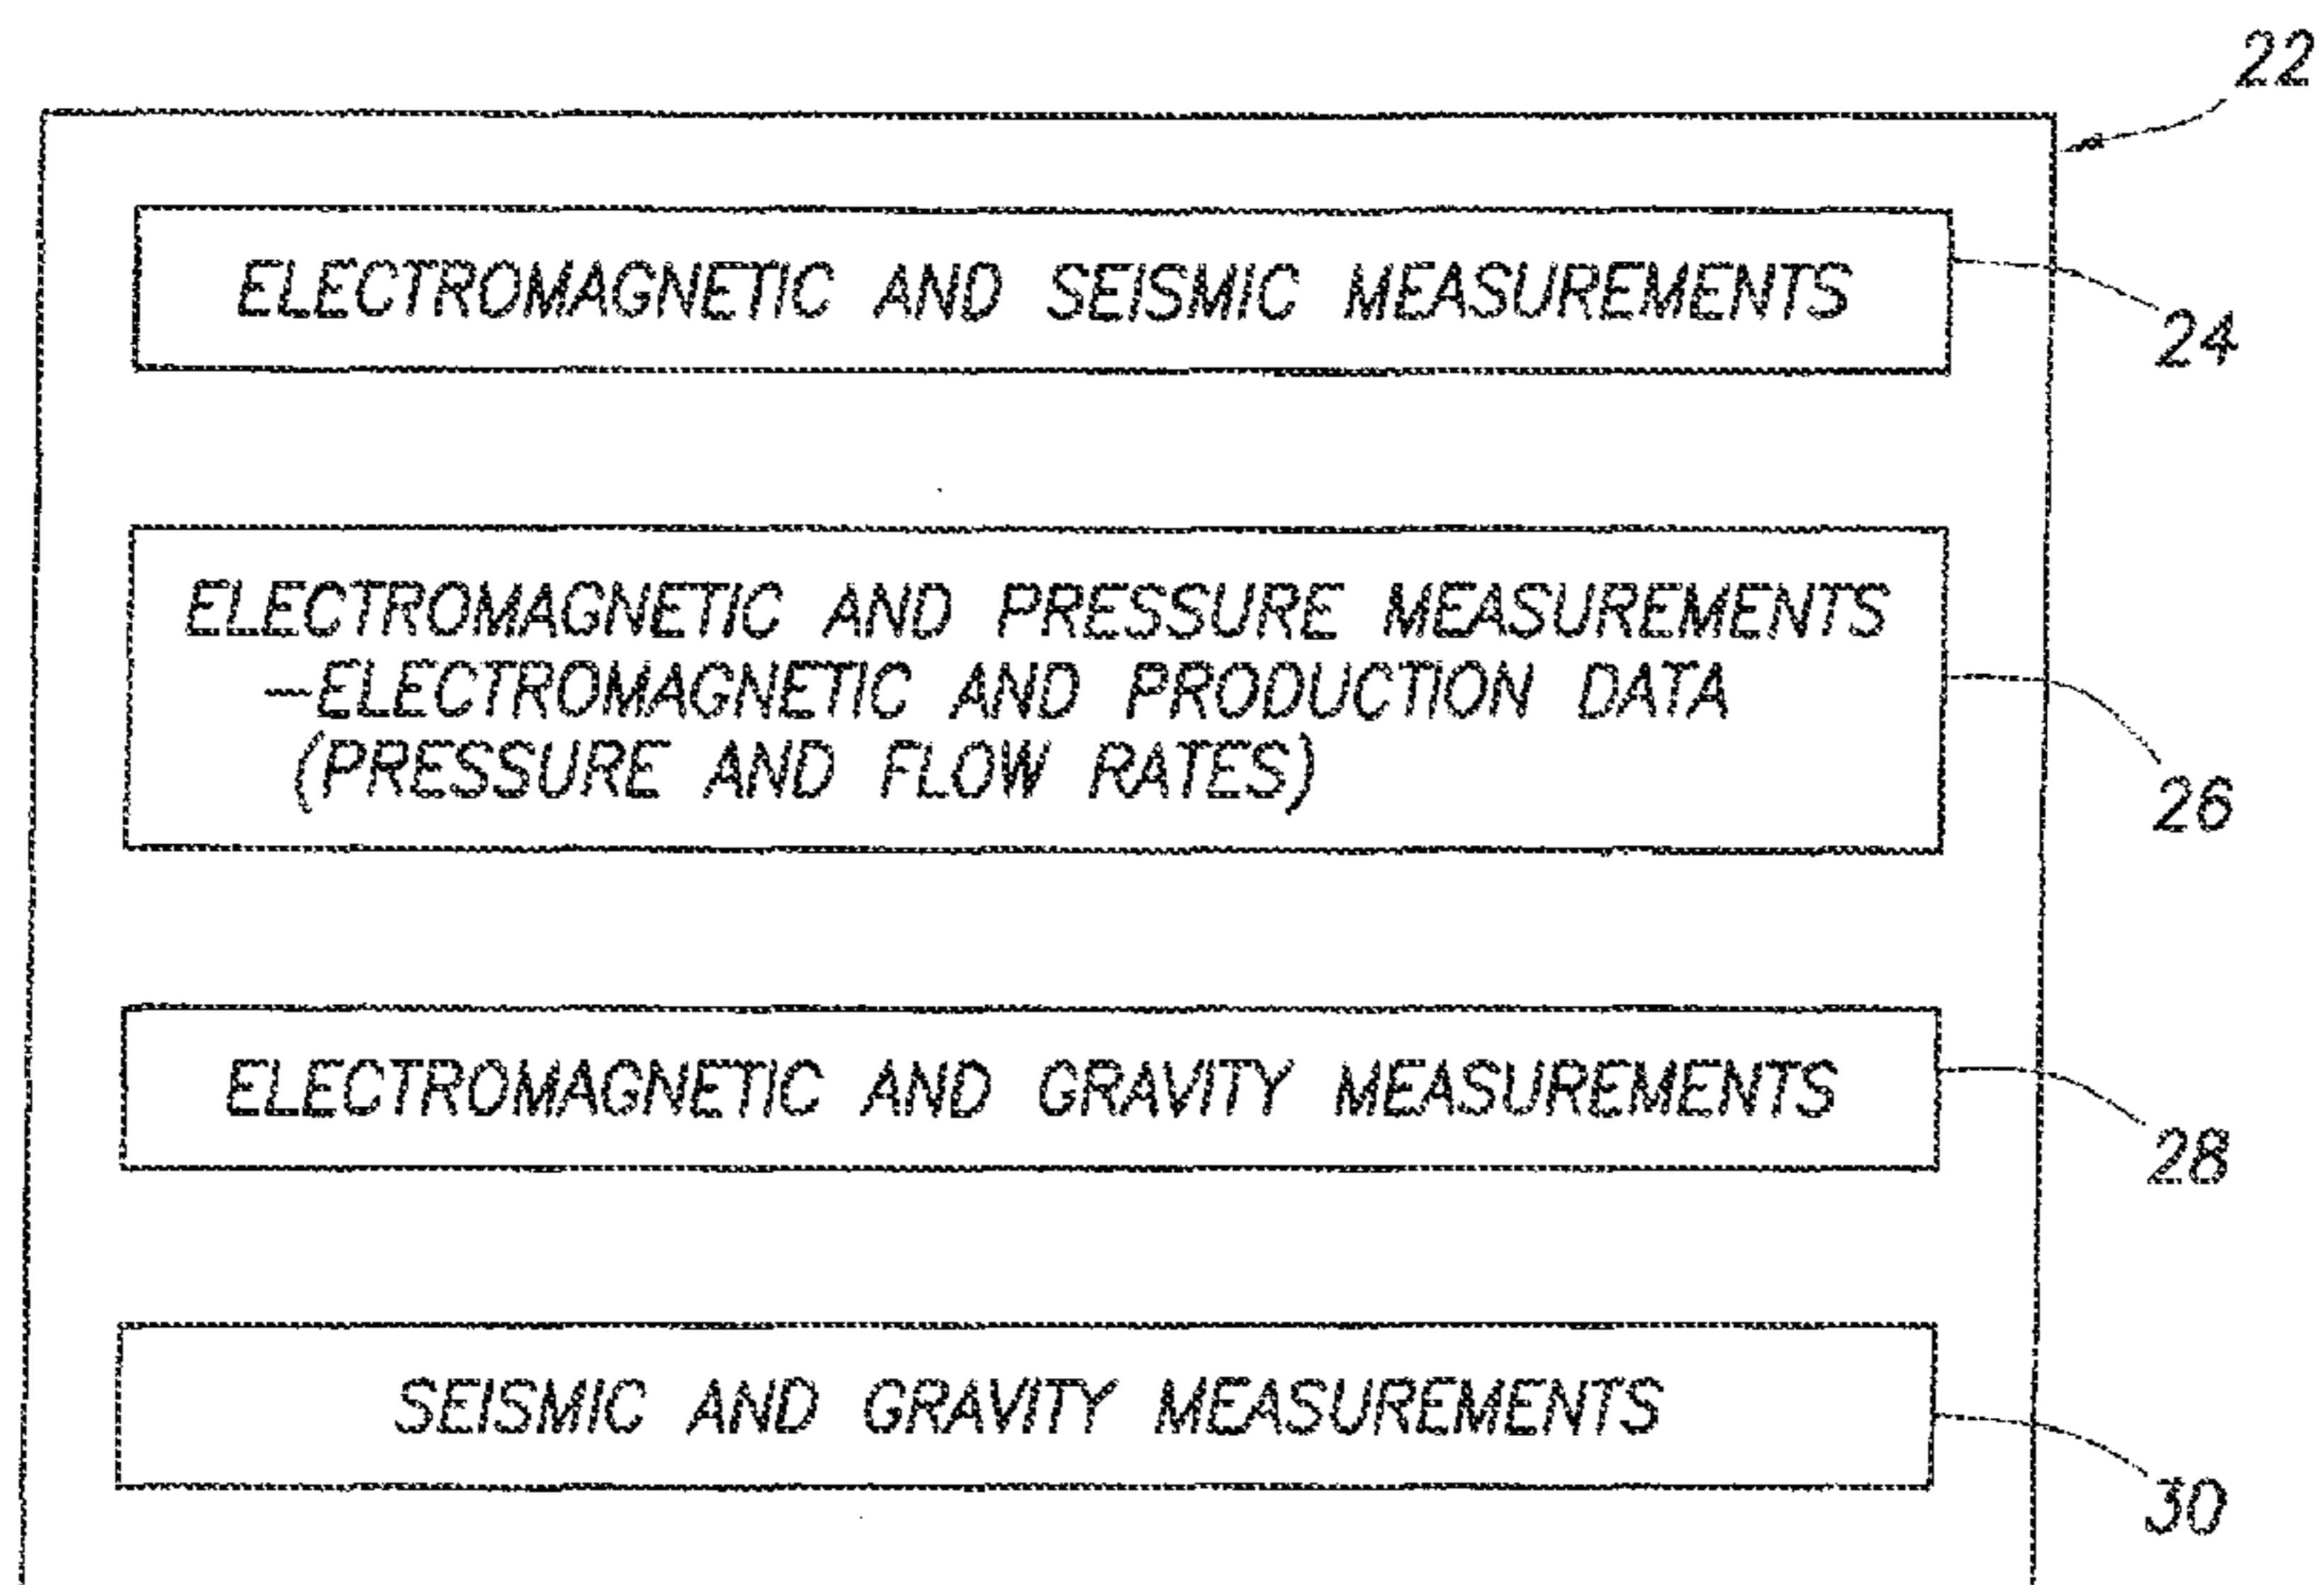 22
ELECTROMAGNETIC AND SEISMIC MEASUREMENTS
24
ELECTROMAGNETIC AND PRESSURE MEASUREMENTS
-ELECTROMAGNETIC AND PRODUCTION DATA
(PRESSURE AND FLOW RATES)
26
ELECTROMAGNETIC AND GRAVITY MEASUREMENTS
28
SEISMIC AND GRAVITY MEASUREMENTS
30